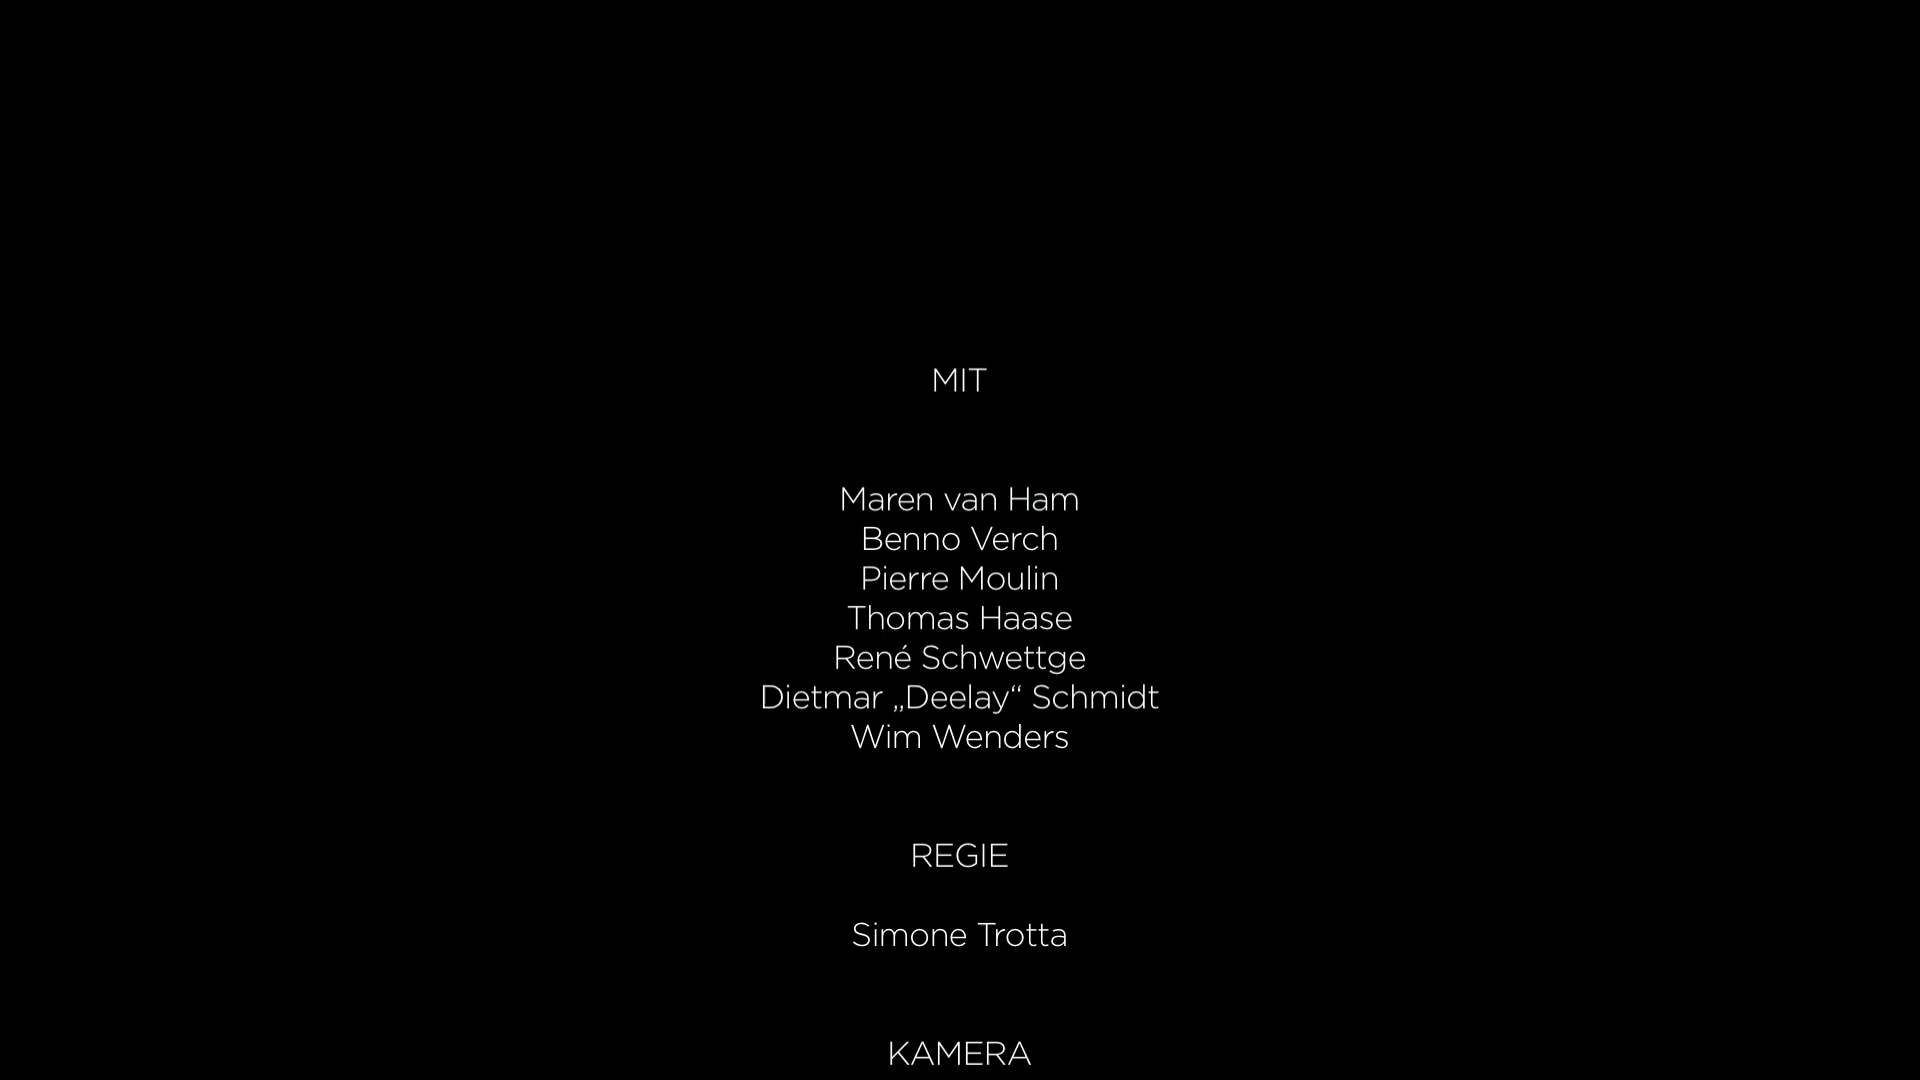 MIT
Maren van Ham
Benno Verch
Pierre Moulin
Thomas Haase
René Schwettge
Dietmar „Deelay“ Schmidt
Wim Wenders
REGIE
Simone Trotta
KAMERA